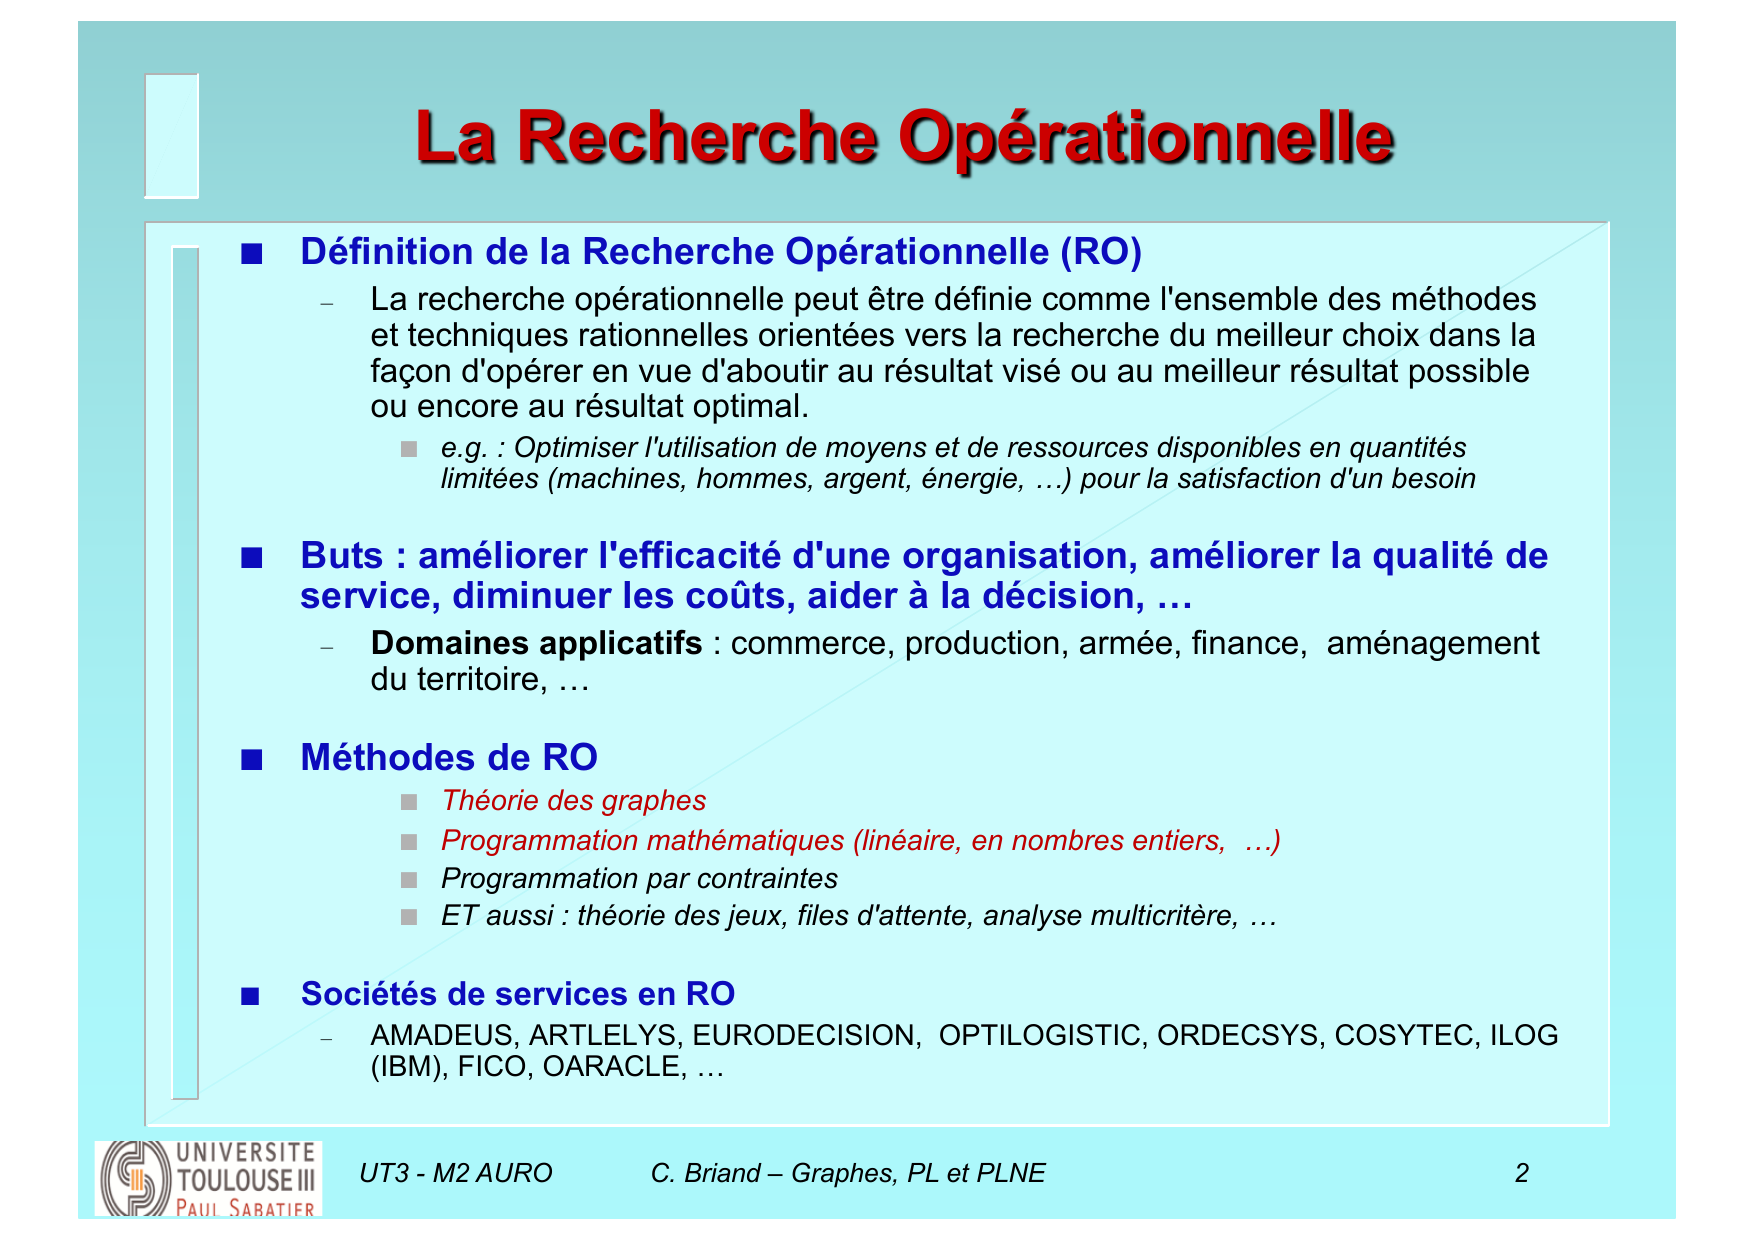 La Recherche Opérationnelle
Définition de la Recherche Opérationnelle (RO)
– La recherche opérationnelle peut être définie comme l'ensemble des méthodes
et techniques rationnelles orientées vers la recherche du meilleur choix dans la
façon d'opérer en vue d'aboutir au résultat visé ou au meilleur résultat possible
ou encore au résultat optimal.
e.g. : Optimiser l'utilisation de moyens et de ressources disponibles en quantités
limitées (machines, hommes, argent, énergie, …) pour la satisfaction d'un besoin
Buts : améliorer l'efficacité d'une organisation, améliorer la qualité de
service, diminuer les coûts, aider à la décision, …
– Domaines applicatifs : commerce, production, armée, finance, aménagement
du territoire, …
Méthodes de RO
Théorie des graphes
Programmation mathématiques (linéaire, en nombres entiers, …)
Programmation par contraintes
ET aussi : théorie des jeux, files d'attente, analyse multicritère, …
Sociétés de services en RO
– AMADEUS, ARTLELYS, EURODECISION, OPTILOGISTIC, ORDECSYS, COSYTEC, ILOG
(IBM), FICO, OARACLE, …
UNIVERSITE
TOULOUSE III
PAUL SABATIER
UT3 - M2 AURO C. Briand – Graphes, PL et PLNE 2